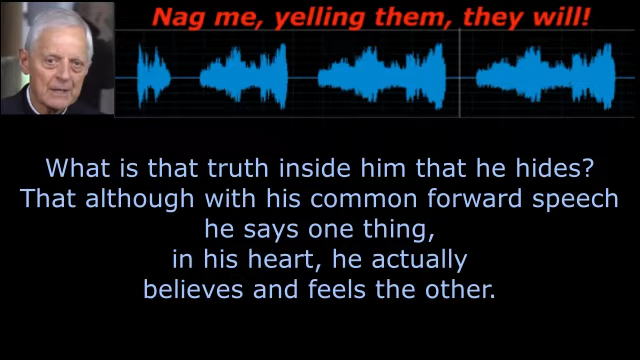 Nag me, yelling them, they will!
What is that truth inside him that he hides?
That although with his common forward speech
he says one thing,
in his heart, he actually
believes and feels the other.